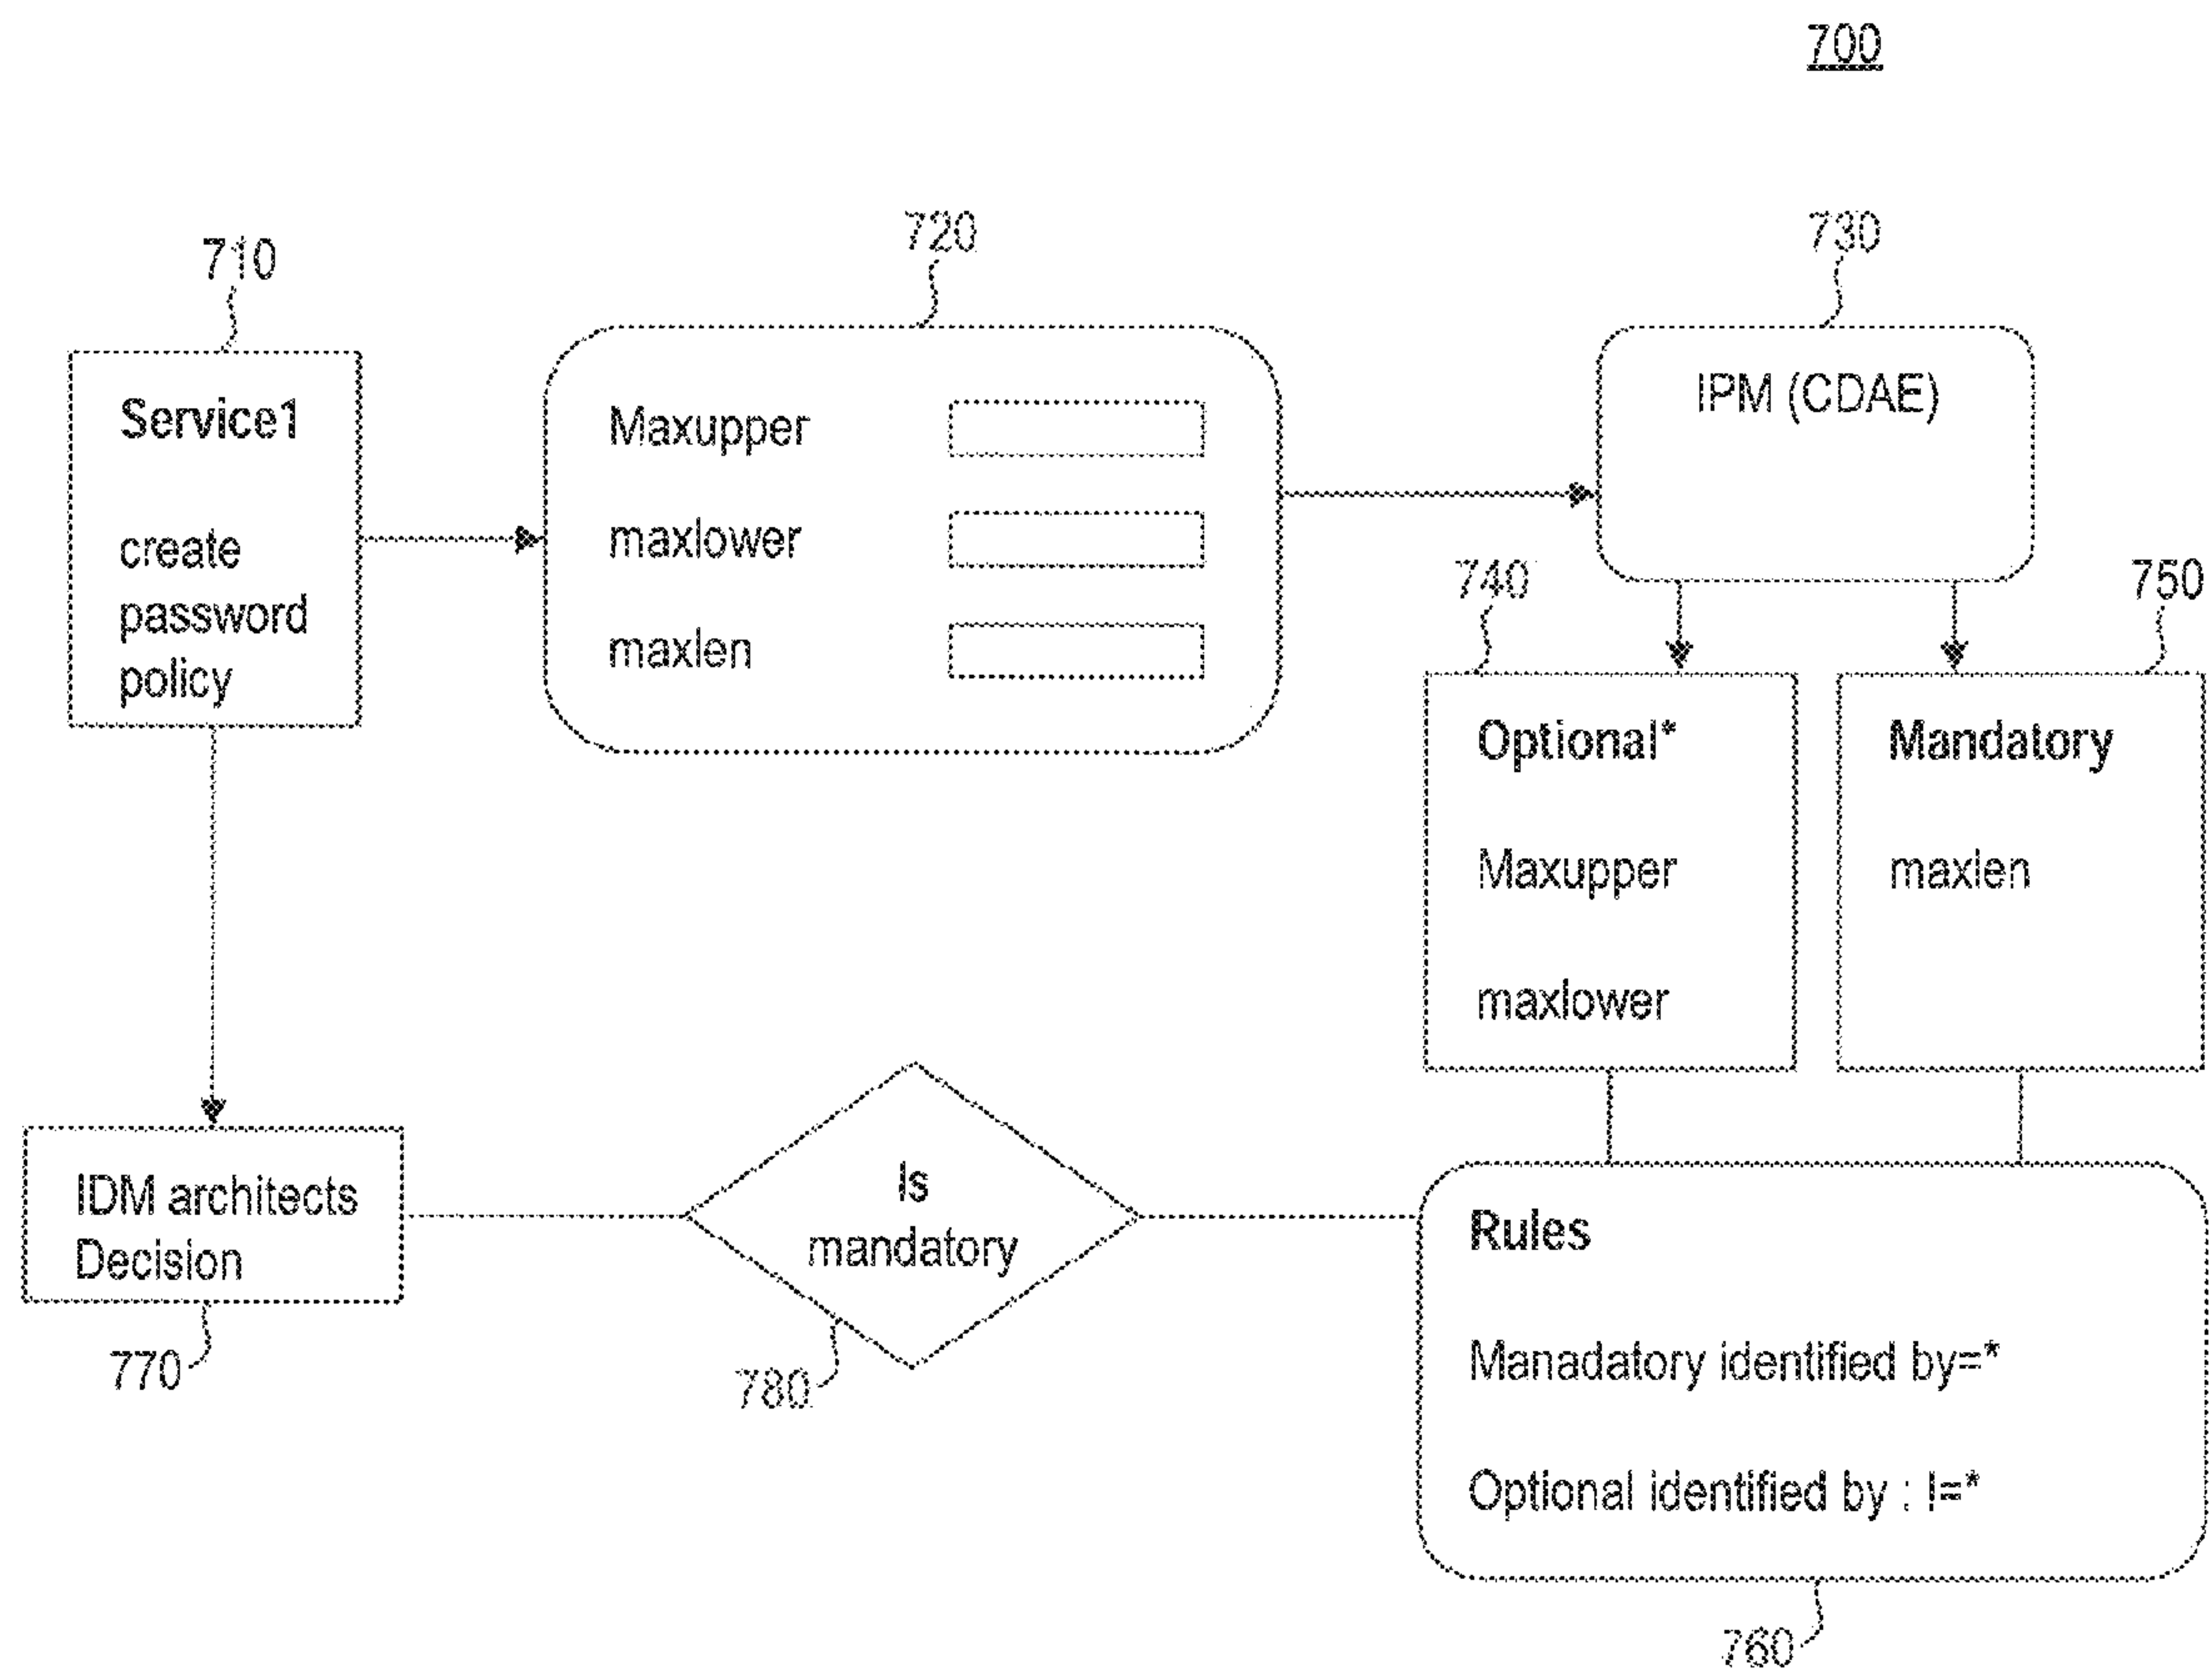 700
710
720
730
Service1
create
password
policy
Maxupper
maxlower
maxlen
IPM (CDAE)
740
750
Optional*
Maxupper
maxlower
Mandatory
maxlen
IDM architects
Decision
770
Is
mandatory
780
Rules
Manadatory identified by=*
Optional identified by : !=*
760